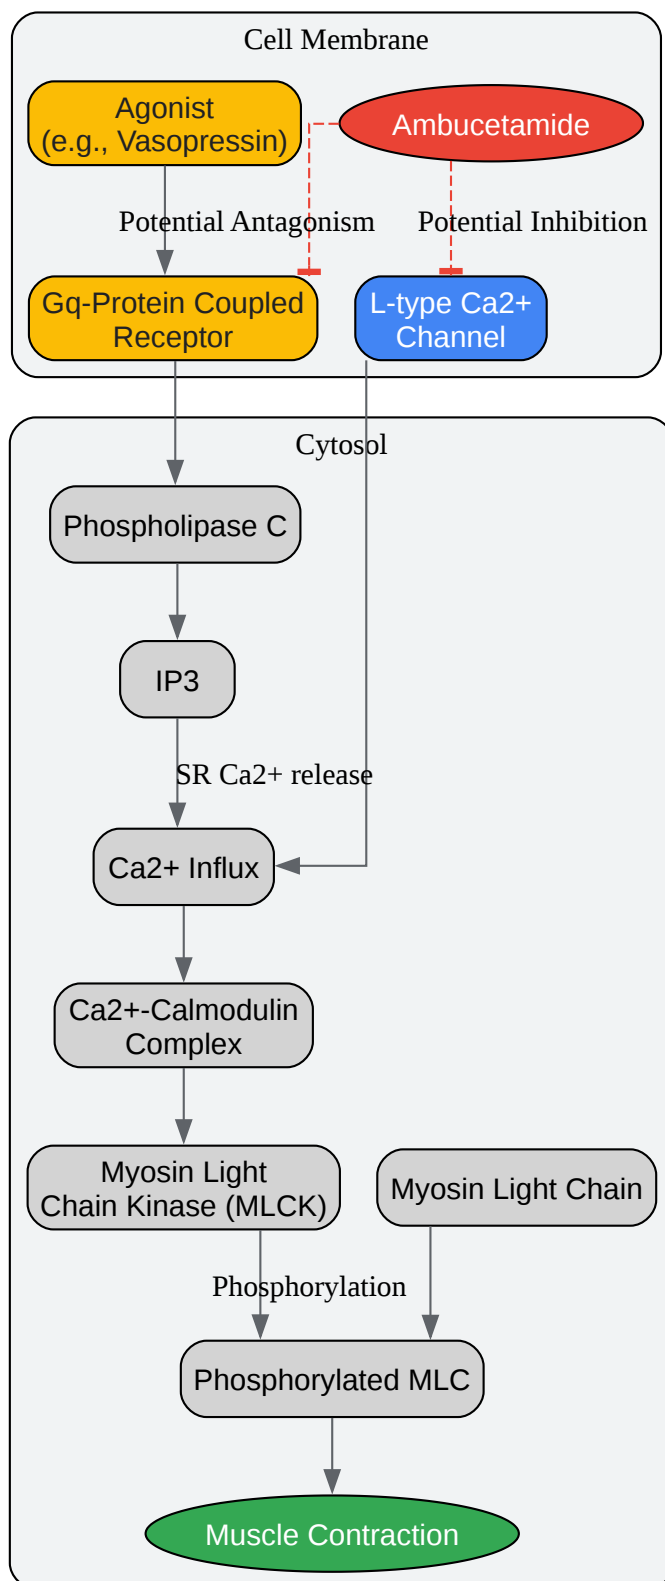 Cell Membrane
Agonist
(e.g., Vasopressin)
Ambucetamide
Potential Antagonism
Potential Inhibition
Gq-Protein Coupled
Receptor
L-type Ca2+
Channel
Cytosol
Phospholipase C
IP3
SR Ca2+ release
Ca2+ Influx
Ca2+-Calmodulin
Complex
Myosin Light
Chain Kinase (MLCK)
Myosin Light Chain
Phosphorylation
Phosphorylated MLC
Muscle Contraction